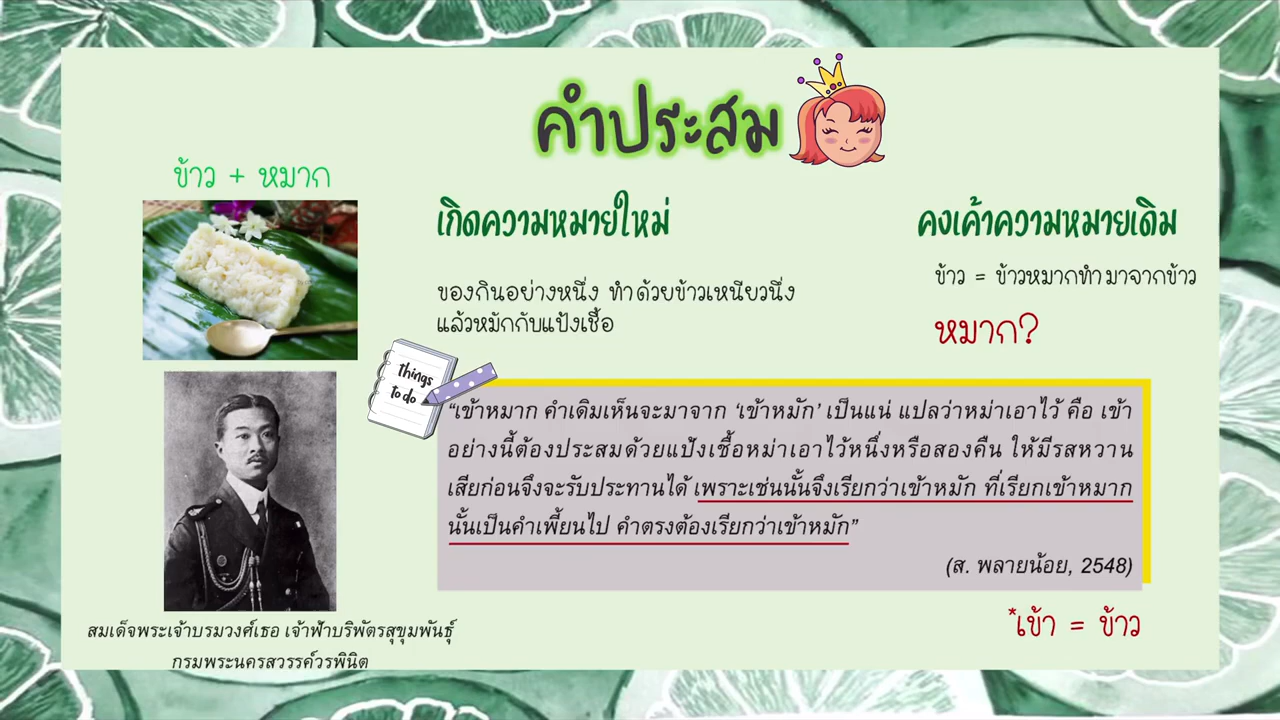 คำประสม
ข้าว + หมาก
เกิดความหมายใหม่
ของกินอย่างหนึ่ง ทำด้วยข้าวเหนียวนึ่ง
แล้วหมักกับแป้งเชื้อ
คงเค้าความหมายเดิม
ข้าว = ข้าวหมากทำมาจากข้าว
หมาก?
things
to do
“เข้าหมาก คำเดิมเห็นจะมาจาก ‘เข้าหมัก’ เป็นแน่ แปลว่าหม่าเอาไว้ คือ เข้า
อย่างนี้ต้องประสมด้วยแป้งเชื้อหม่าเอาไว้หนึ่งหรือสองคืน ให้มีรสหวาน
เสียก่อนจึงจะรับประทานได้ เพราะเช่นนั้นจึงเรียกว่าเข้าหมัก ที่เรียกเข้าหมาก
นั้นเป็นคำเพี้ยนไป คำตรงต้องเรียกว่าเข้าหมัก”
(ส. พลายน้อย, 2548)
*เข้า = ข้าว
สมเด็จพระเจ้าบรมวงศ์เธอ เจ้าฟ้าบริพัตรสุขุมพันธุ์
กรมพระนครสวรรค์วรพินิต